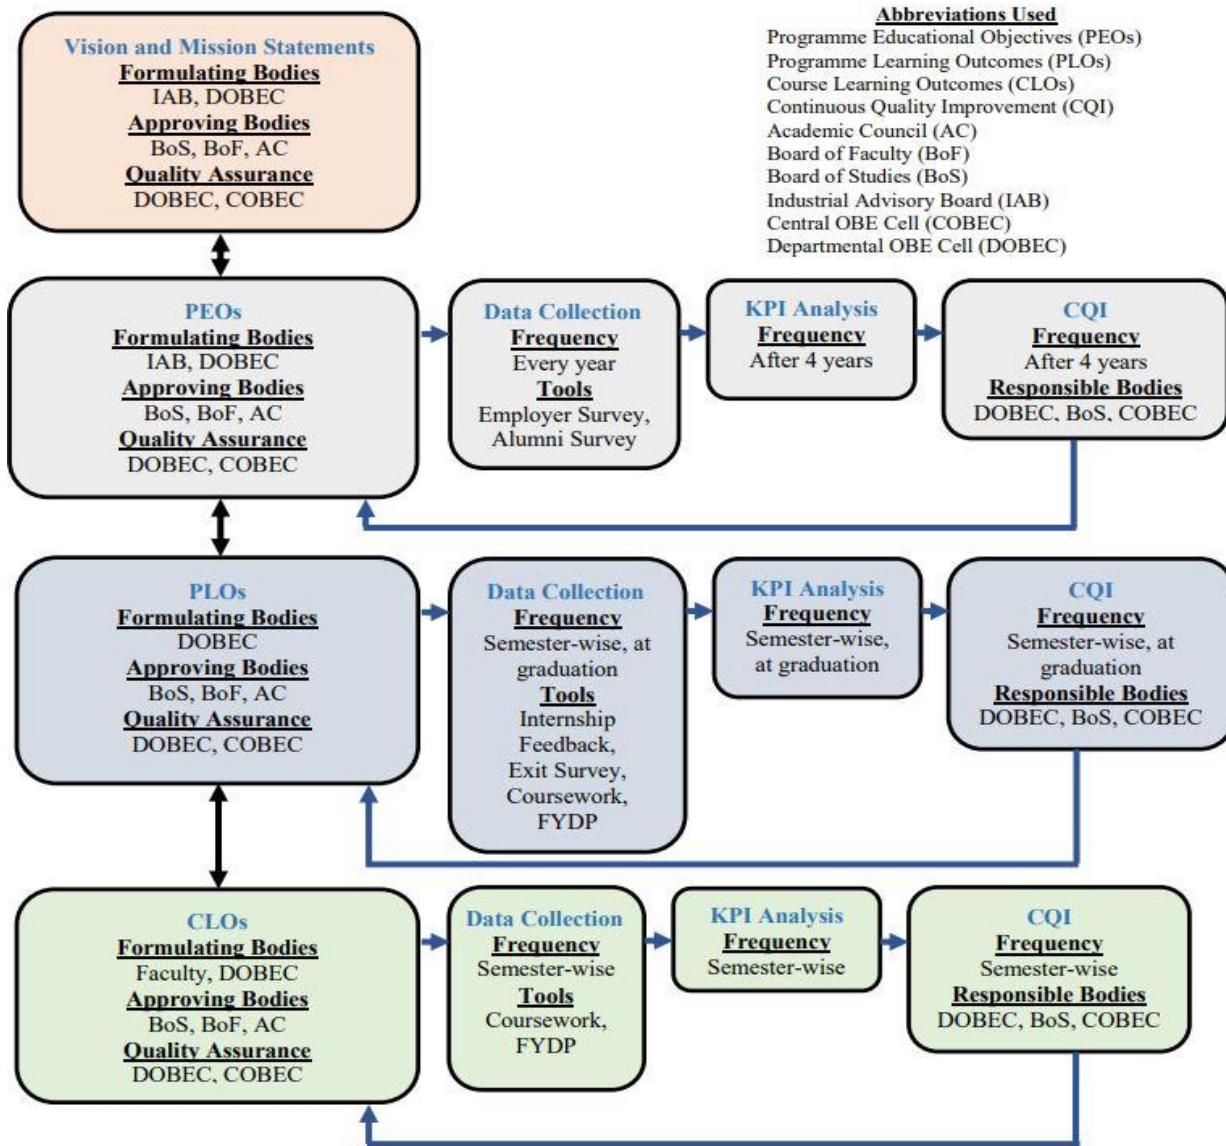 Vision and Mission Statements
Formulating Bodies
IAB, DOBEC
Approving Bodies
BoS, BoF, AC
Quality Assurance
DOBEC, COBEC
Abbreviations Used
Programme Educational Objectives (PEOs)
Programme Learning Outcomes (PLOs)
Course Learning Outcomes (CLOs)
Continuous Quality Improvement (CQI)
Academic Council (AC)
Board of Faculty (BoF)
Board of Studies (BoS)
Industrial Advisory Board (IAB)
Central OBE Cell (COBEC)
Departmental OBE Cell (DOBEC)
PEOs
Formulating Bodies
IAB, DOBEC
Approving Bodies
BoS, BoF, AC
Quality Assurance
DOBEC, COBEC
Data Collection
Frequency
Every year
Tools
Employer Survey,
Alumni Survey
KPI Analysis
Frequency
After 4 years
CQI
Frequency
After 4 years
Responsible Bodies
DOBEC, BoS, COBEC
PLOs
Formulating Bodies
DOBEC
Approving Bodies
BoS, BoF, AC
Quality Assurance
DOBEC, COBEC
Data Collection
Frequency
Semester-wise, at
graduation
Tools
Internship
Feedback,
Exit Survey,
Coursework,
FYDP
KPI Analysis
Frequency
Semester-wise,
at graduation
CQI
Frequency
Semester-wise, at
graduation
Responsible Bodies
DOBEC, BoS, COBEC
CLOs
Formulating Bodies
Faculty, DOBEC
Approving Bodies
BoS, BoF, AC
Quality Assurance
DOBEC, COBEC
Data Collection
Frequency
Semester-wise
Tools
Coursework,
FYDP
KPI Analysis
Frequency
Semester-wise
CQI
Frequency
Semester-wise
Responsible Bodies
DOBEC, BoS, COBEC